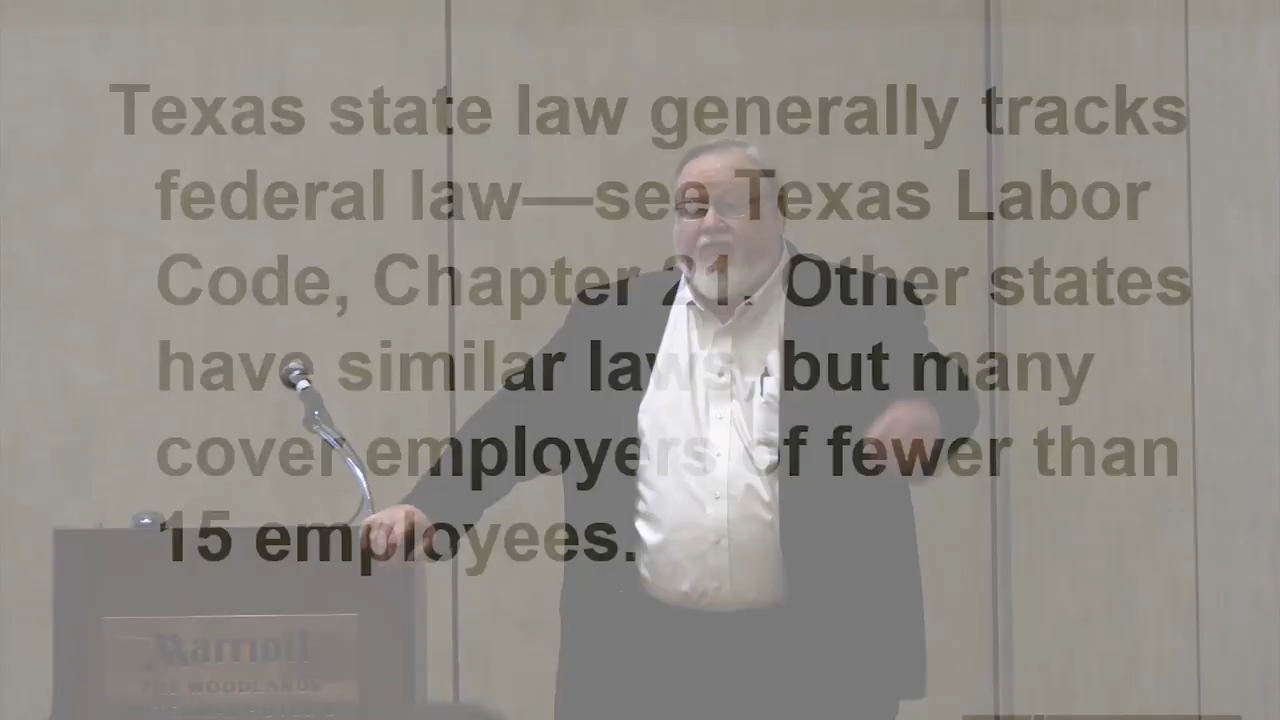 Texas state law generally tracks
federal law—see Texas Labor
Code, Chapter 21. Other states
have similar laws, but many
cover employers of fewer than
15 employees.
Marriott
THE WOODLANDS